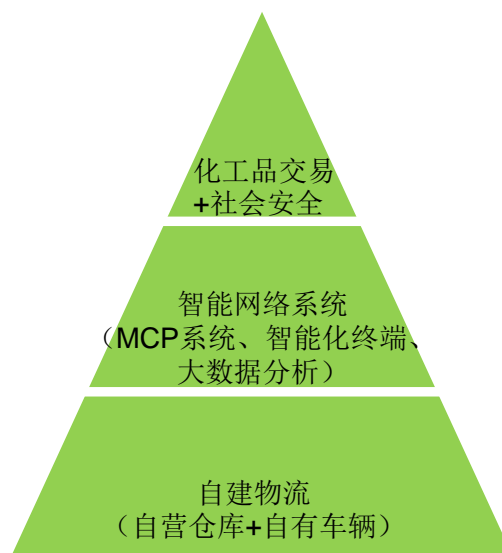 化工品交易
+社会安全
智能网络系统
（MCP系统、智能化终端、
大数据分析）
自建物流
（自营仓库+自有车辆）